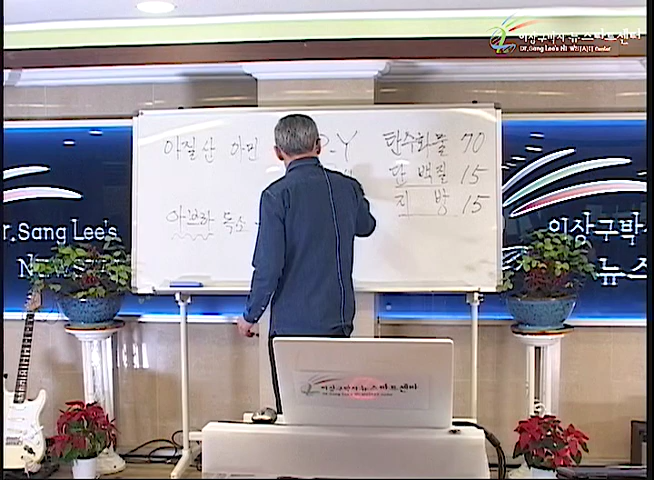 이상구박사 뉴스타트센터
Dr.Sang Lee's NEWSTART Center
아질산 아민
P-Y
탄수화물 70
단백질 15
지방 15
아브라 독소
Dr.Sang Lee's
NEWST
이상구박
뉴스
이상구박사 뉴스타트센터